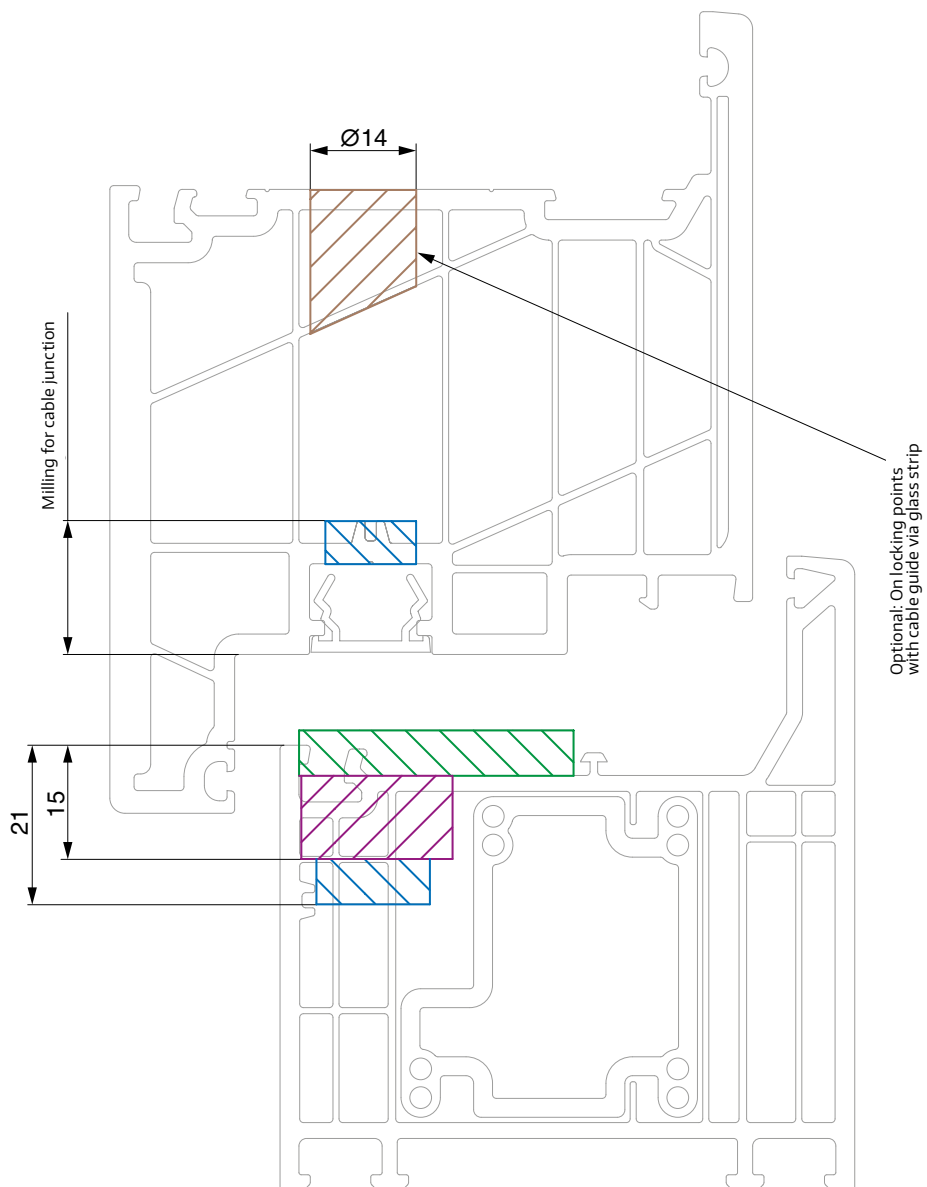 Ø14
Milling for cable junction
Optional: On locking points
with cable guide via glass strip
15
21